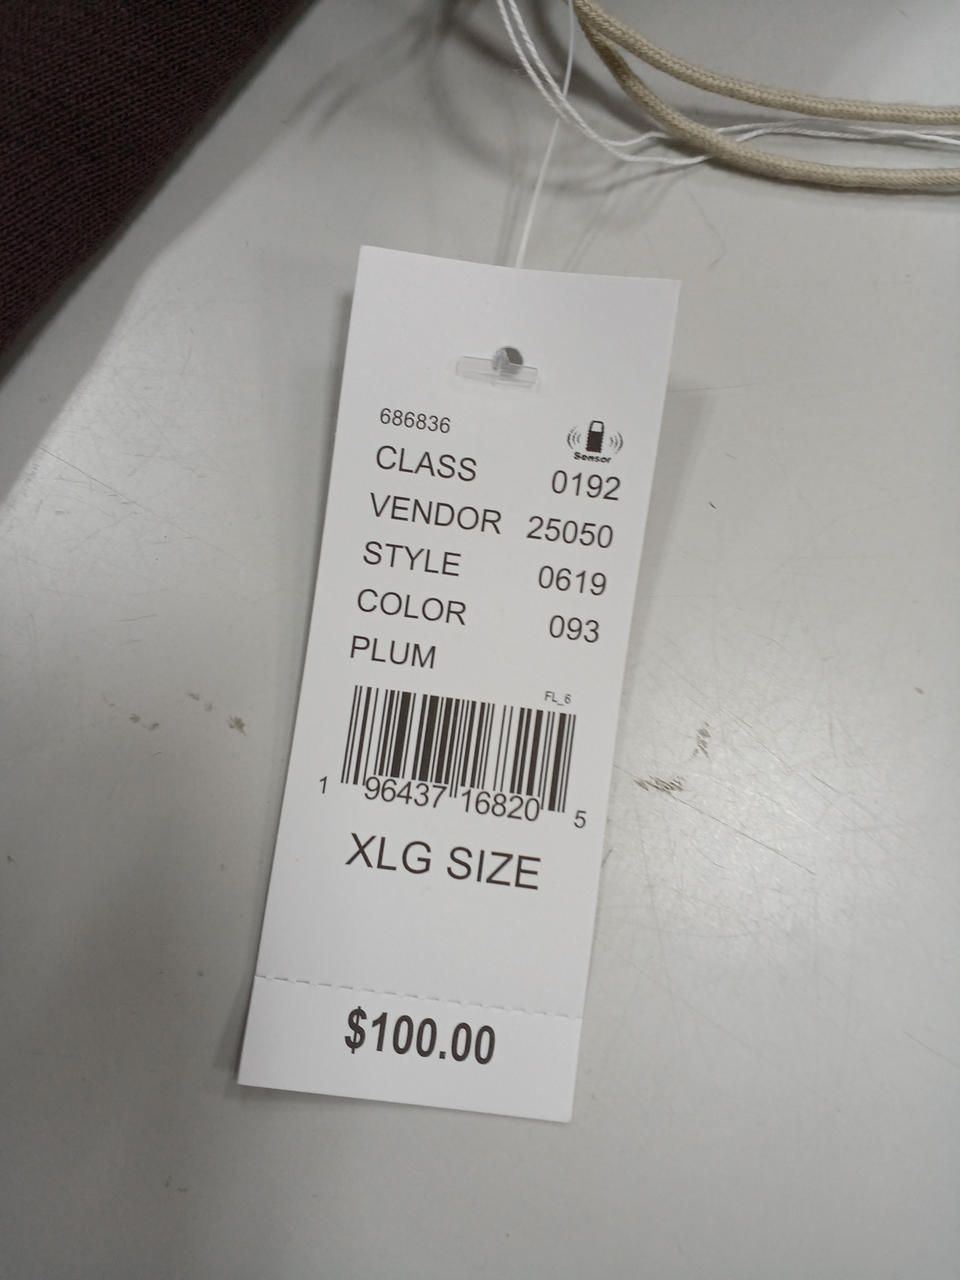 686836
Sensor
CLASS 0192
VENDOR 25050
STYLE 0619
COLOR 093
PLUM
FL_6
1 96437 16820 5
XLG SIZE
$100.00